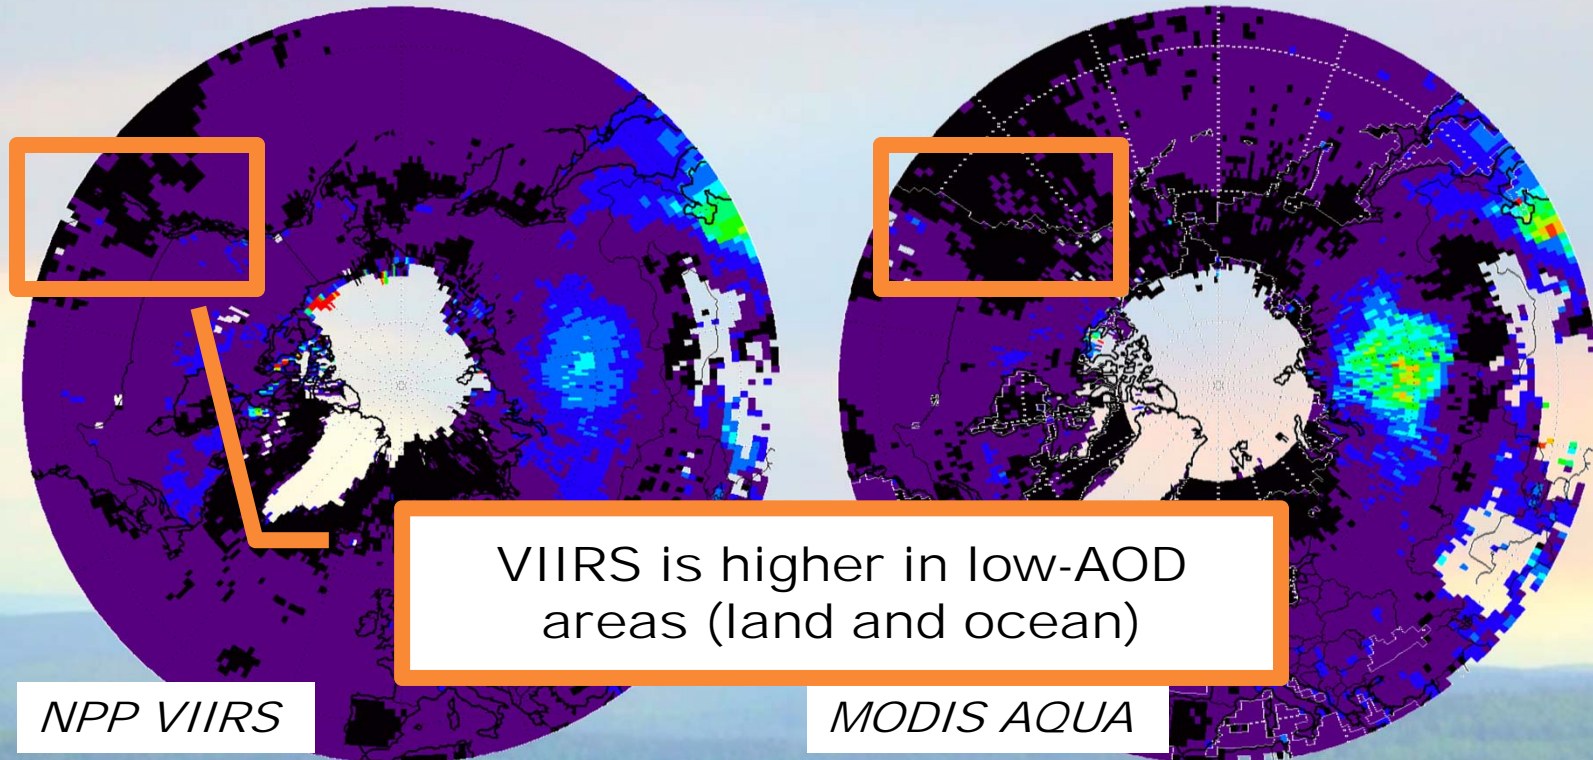 VIIRS is higher in low-AOD
areas (land and ocean)
NPP VIIRS
MODIS AQUA